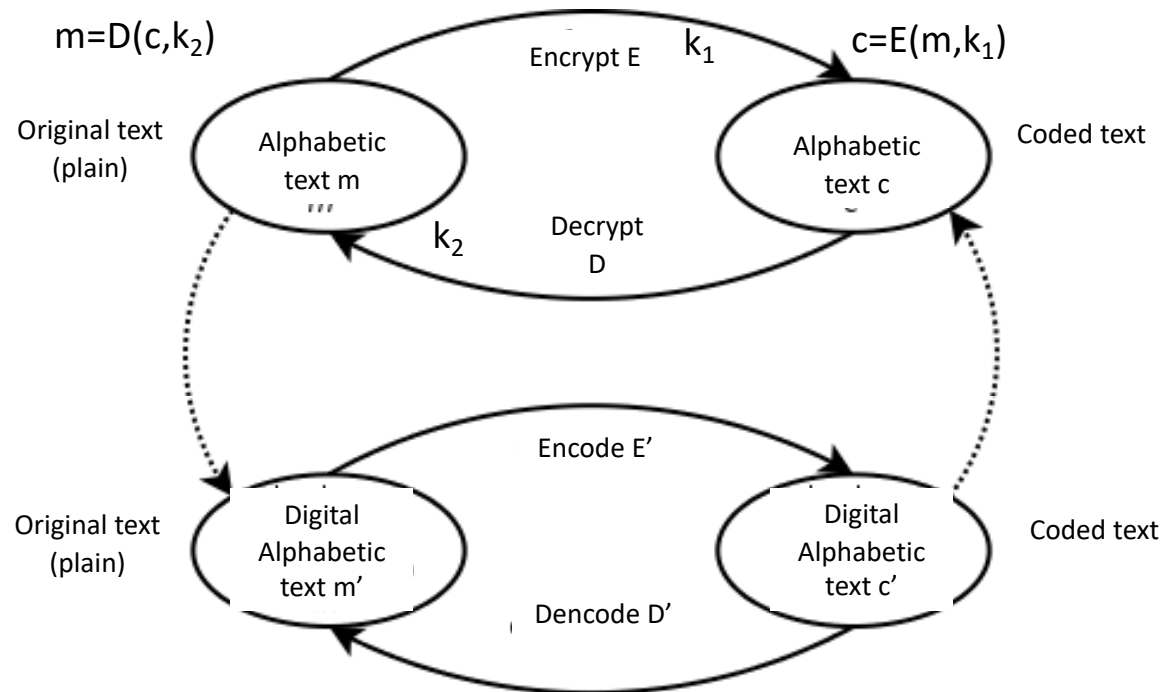 m=D(c,k₂)
k₁
c=E(m,k₁)
Encrypt E
Original text
(plain)
Alphabetic
text m
Alphabetic
text c
Coded text
k₂
Decrypt
D
Encode E’
Original text
(plain)
Digital
Alphabetic
text m’
Digital
Alphabetic
text c’
Coded text
Dencode D’